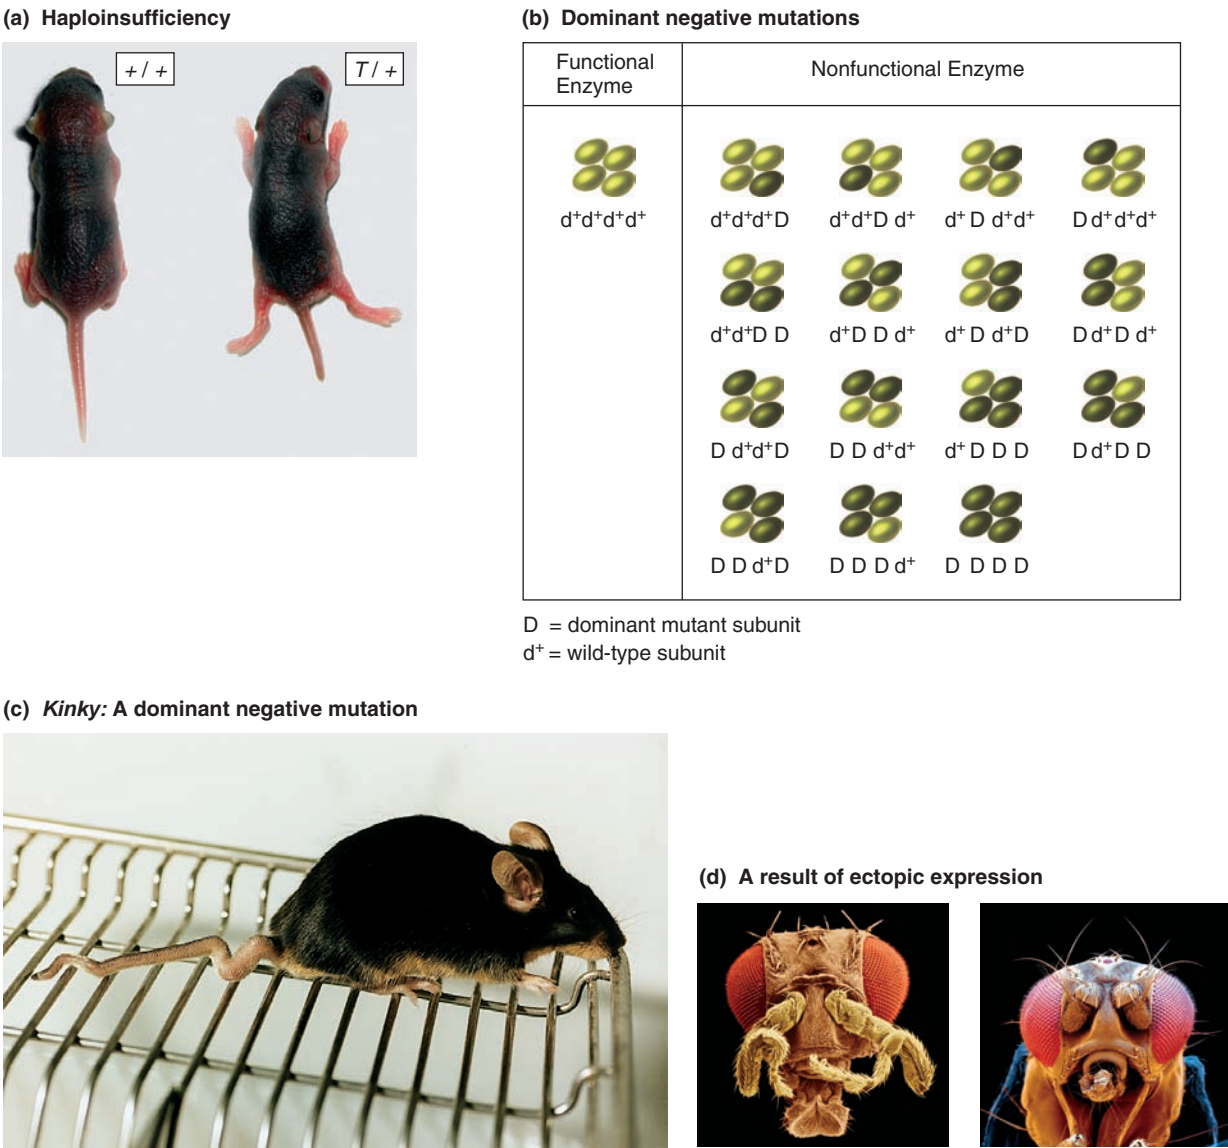 (a) Haploinsufficiency
+ / +
T / +
(b) Dominant negative mutations
Functional Enzyme
Nonfunctional Enzyme
d⁺d⁺d⁺d⁺
d⁺d⁺d⁺D
d⁺d⁺D d⁺
d⁺ D d⁺d⁺
D d⁺d⁺d⁺
d⁺d⁺D D
d⁺D D d⁺
d⁺ D d⁺D
D d⁺D d⁺
D d⁺d⁺D
D D d⁺d⁺
d⁺ D D D
D d⁺D D
D D d⁺D
D D D d⁺
D D D D
D = dominant mutant subunit
d⁺ = wild-type subunit
(c) Kinky: A dominant negative mutation
(d) A result of ectopic expression